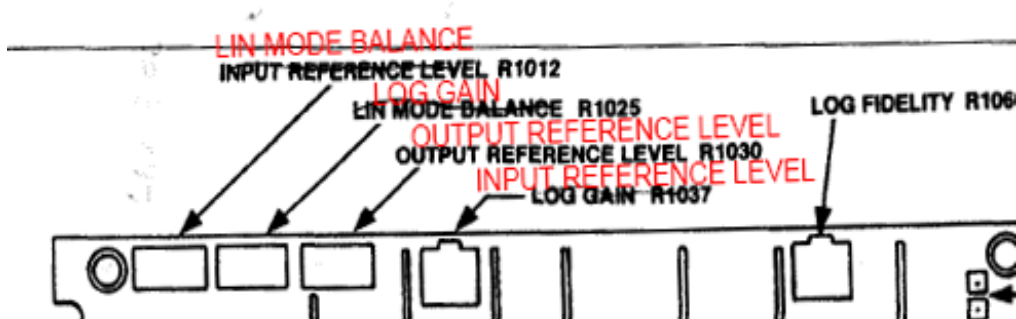 LIN MODE BALANCE
INPUT REFERENCE LEVEL R1012
LOG GAIN
LIN MODE BALANCE R1025
LOG FIDELITY R106
OUTPUT REFERENCE LEVEL
OUTPUT REFERENCE LEVEL R1030
INPUT REFERENCE LEVEL
LOG GAIN R1037